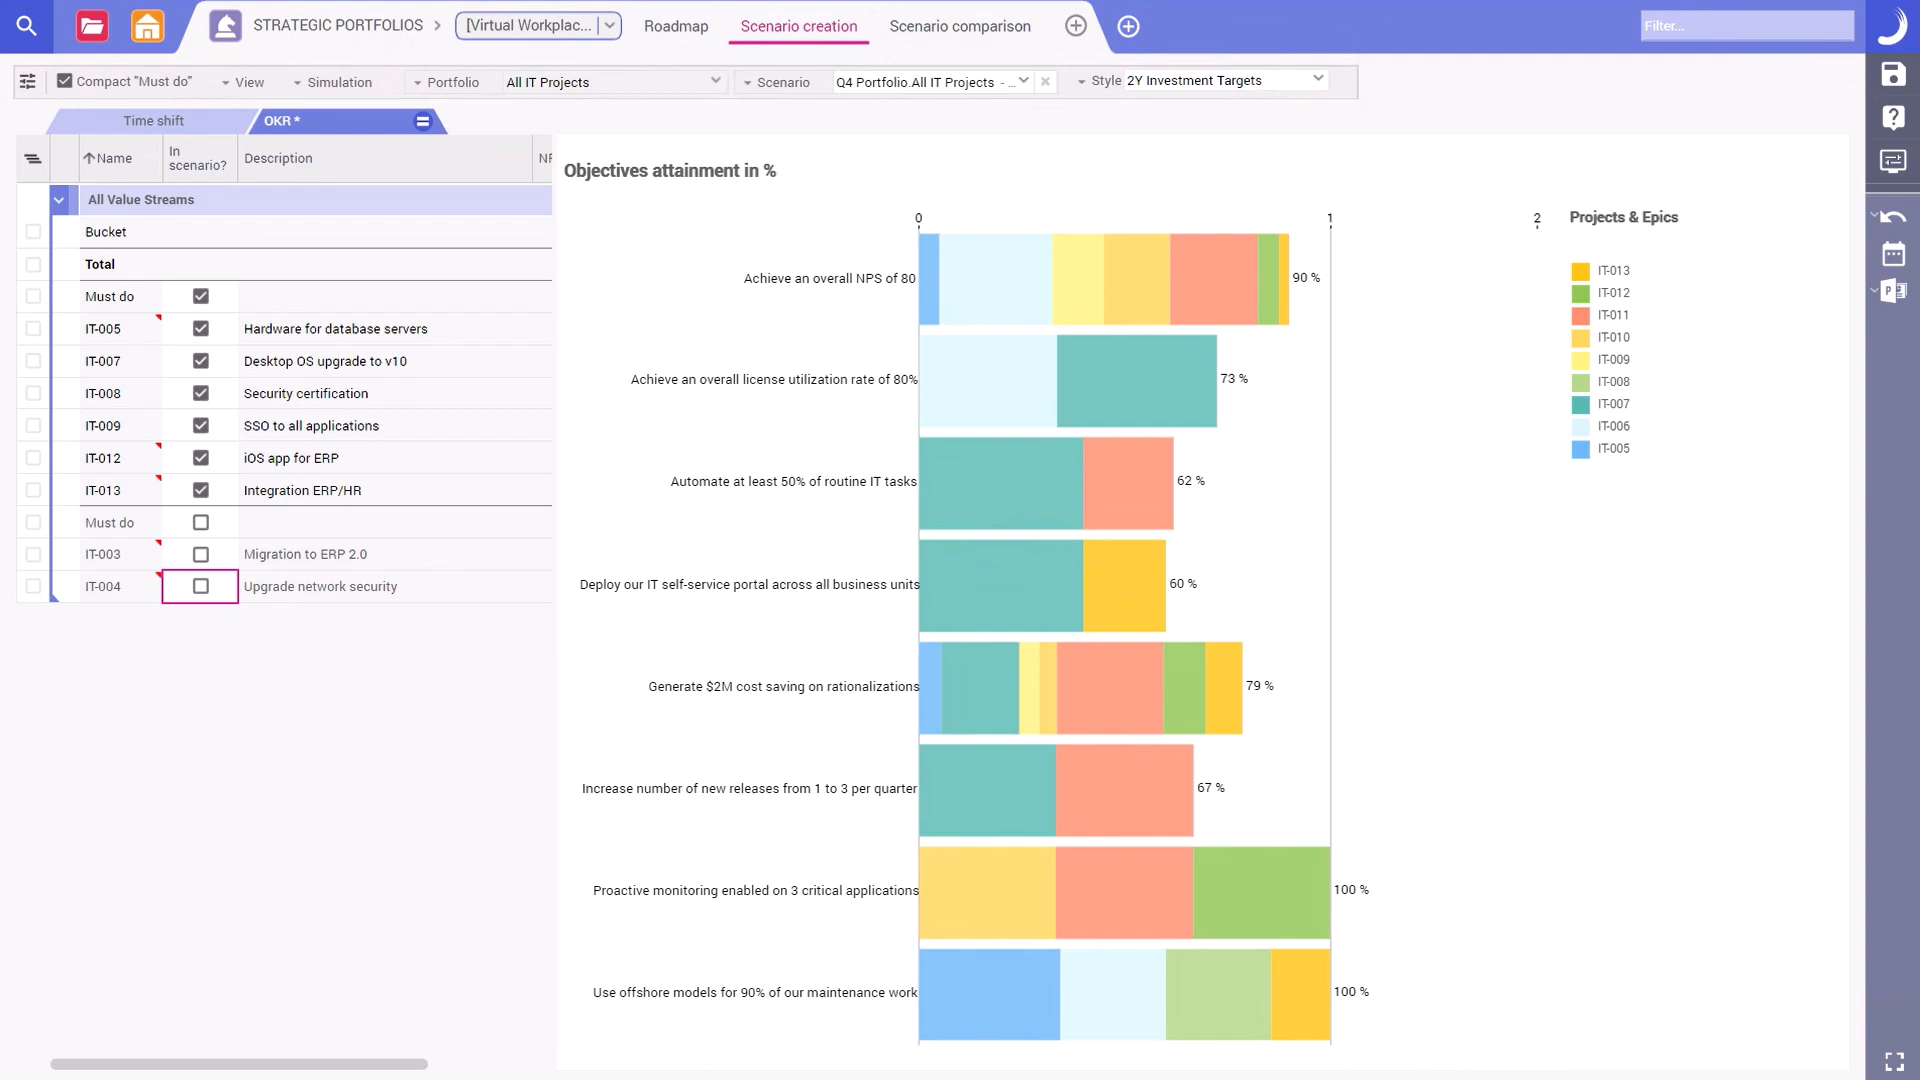 STRATEGIC PORTFOLIOS
[Virtual Workplac...
Roadmap
Scenario creation
Scenario comparison
Filter...
Compact "Must do"
View
Simulation
Portfolio
All IT Projects
Scenario
Q4 Portfolio.All IT Projects - ...
Style
2Y Investment Targets
Time shift
OKR *
Name
In scenario?
Description
All Value Streams
Bucket
Total
Must do
IT-005 Hardware for database servers
IT-007 Desktop OS upgrade to v10
IT-008 Security certification
IT-009 SSO to all applications
IT-012 iOS app for ERP
IT-013 Integration ERP/HR
Must do
IT-003 Migration to ERP 2.0
IT-004 Upgrade network security
Objectives attainment in %
0 1 2
Achieve an overall NPS of 80 90 %
Achieve an overall license utilization rate of 80% 73 %
Automate at least 50% of routine IT tasks 62 %
Deploy our IT self-service portal across all business units 60 %
Generate $2M cost saving on rationalizations 79 %
Increase number of new releases from 1 to 3 per quarter 67 %
Proactive monitoring enabled on 3 critical applications 100 %
Use offshore models for 90% of our maintenance work 100 %
Projects & Epics
IT-013
IT-012
IT-011
IT-010
IT-009
IT-008
IT-007
IT-006
IT-005